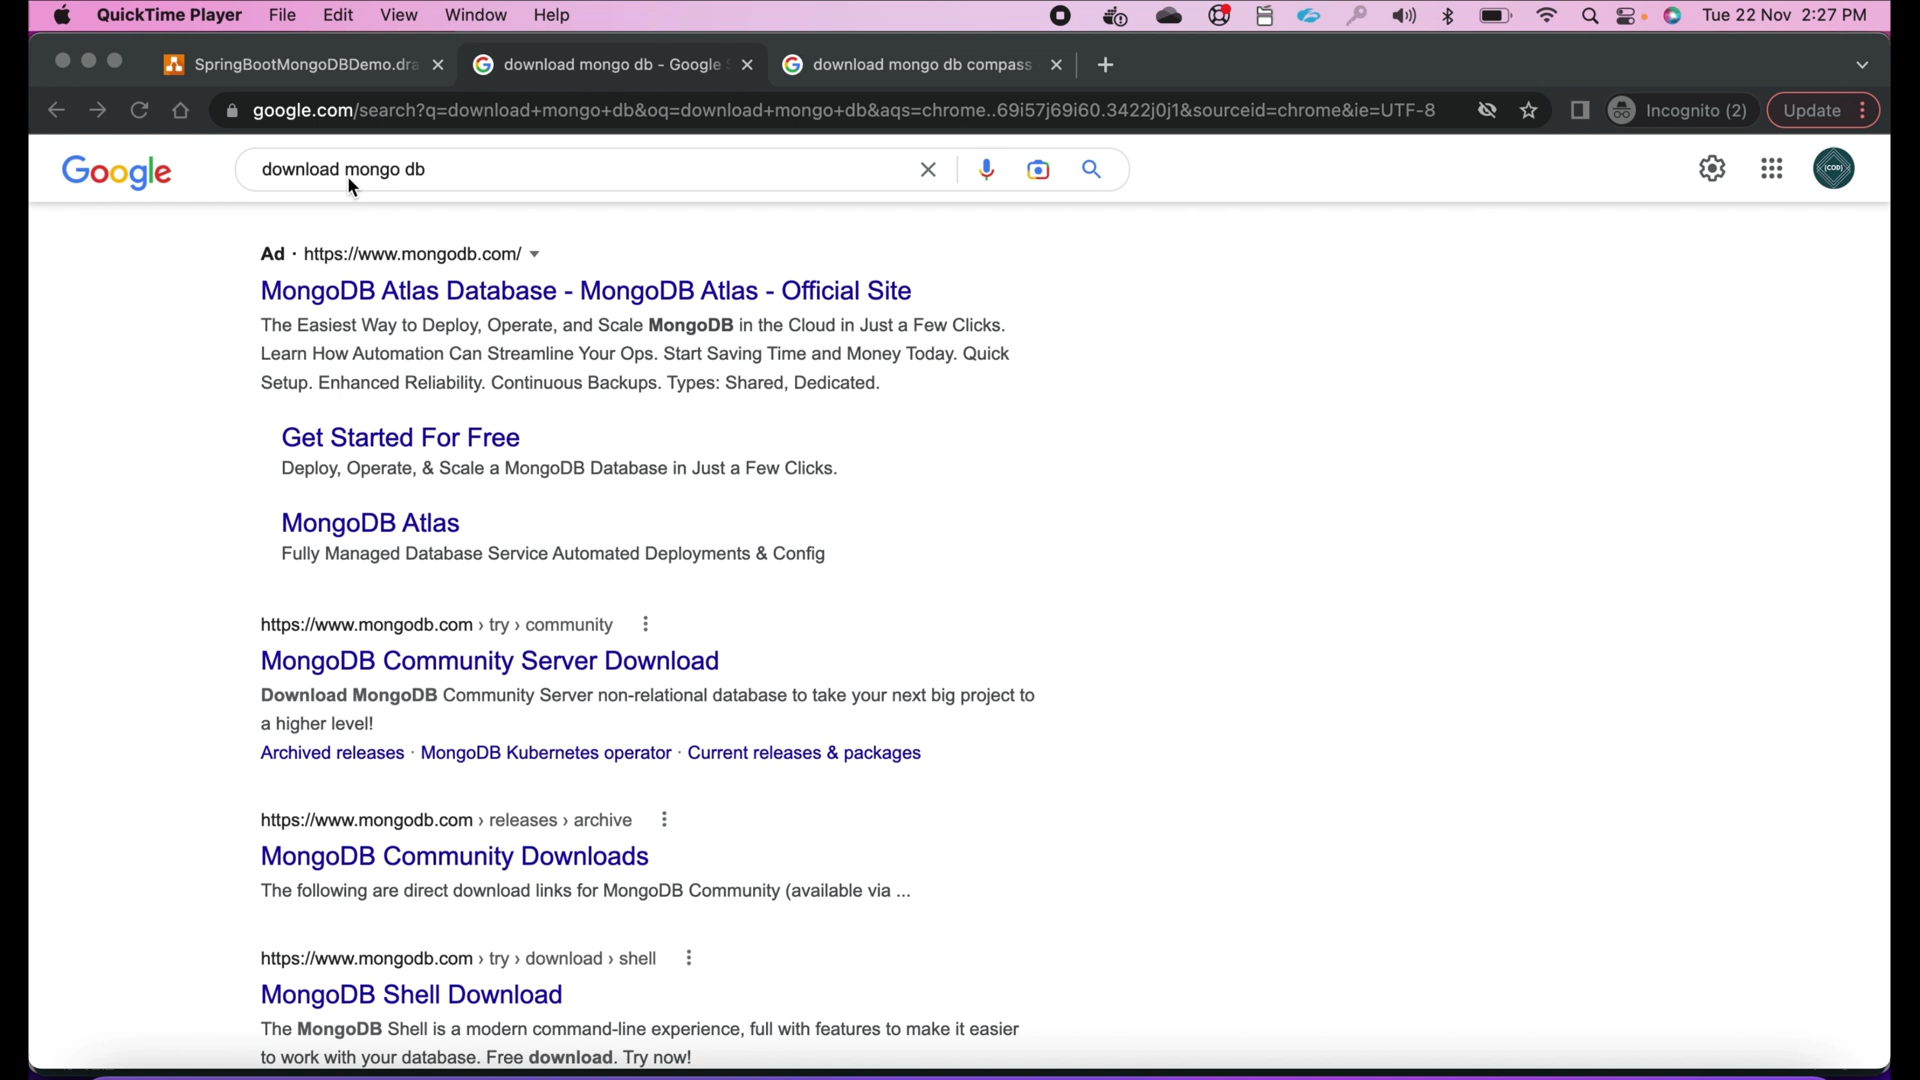 QuickTime Player File Edit View Window Help Tue 22 Nov 2:27 PM
SpringBootMongoDBDemo.dra download mongo db - Google download mongo db compass
google.com/search?q=download+mongo+db&oq=download+mongo+db&aqs=chrome..69i57j69i60.3422j0j1&sourceid=chrome&ie=UTF-8 Incognito (2) Update
Google download mongo db
Ad · https://www.mongodb.com/
MongoDB Atlas Database - MongoDB Atlas - Official Site
The Easiest Way to Deploy, Operate, and Scale MongoDB in the Cloud in Just a Few Clicks.
Learn How Automation Can Streamline Your Ops. Start Saving Time and Money Today. Quick
Setup. Enhanced Reliability. Continuous Backups. Types: Shared, Dedicated.
Get Started For Free
Deploy, Operate, & Scale a MongoDB Database in Just a Few Clicks.
MongoDB Atlas
Fully Managed Database Service Automated Deployments & Config
https://www.mongodb.com › try › community
MongoDB Community Server Download
Download MongoDB Community Server non-relational database to take your next big project to
a higher level!
Archived releases · MongoDB Kubernetes operator · Current releases & packages
https://www.mongodb.com › releases › archive
MongoDB Community Downloads
The following are direct download links for MongoDB Community (available via ...
https://www.mongodb.com › try › download › shell
MongoDB Shell Download
The MongoDB Shell is a modern command-line experience, full with features to make it easier
to work with your database. Free download. Try now!